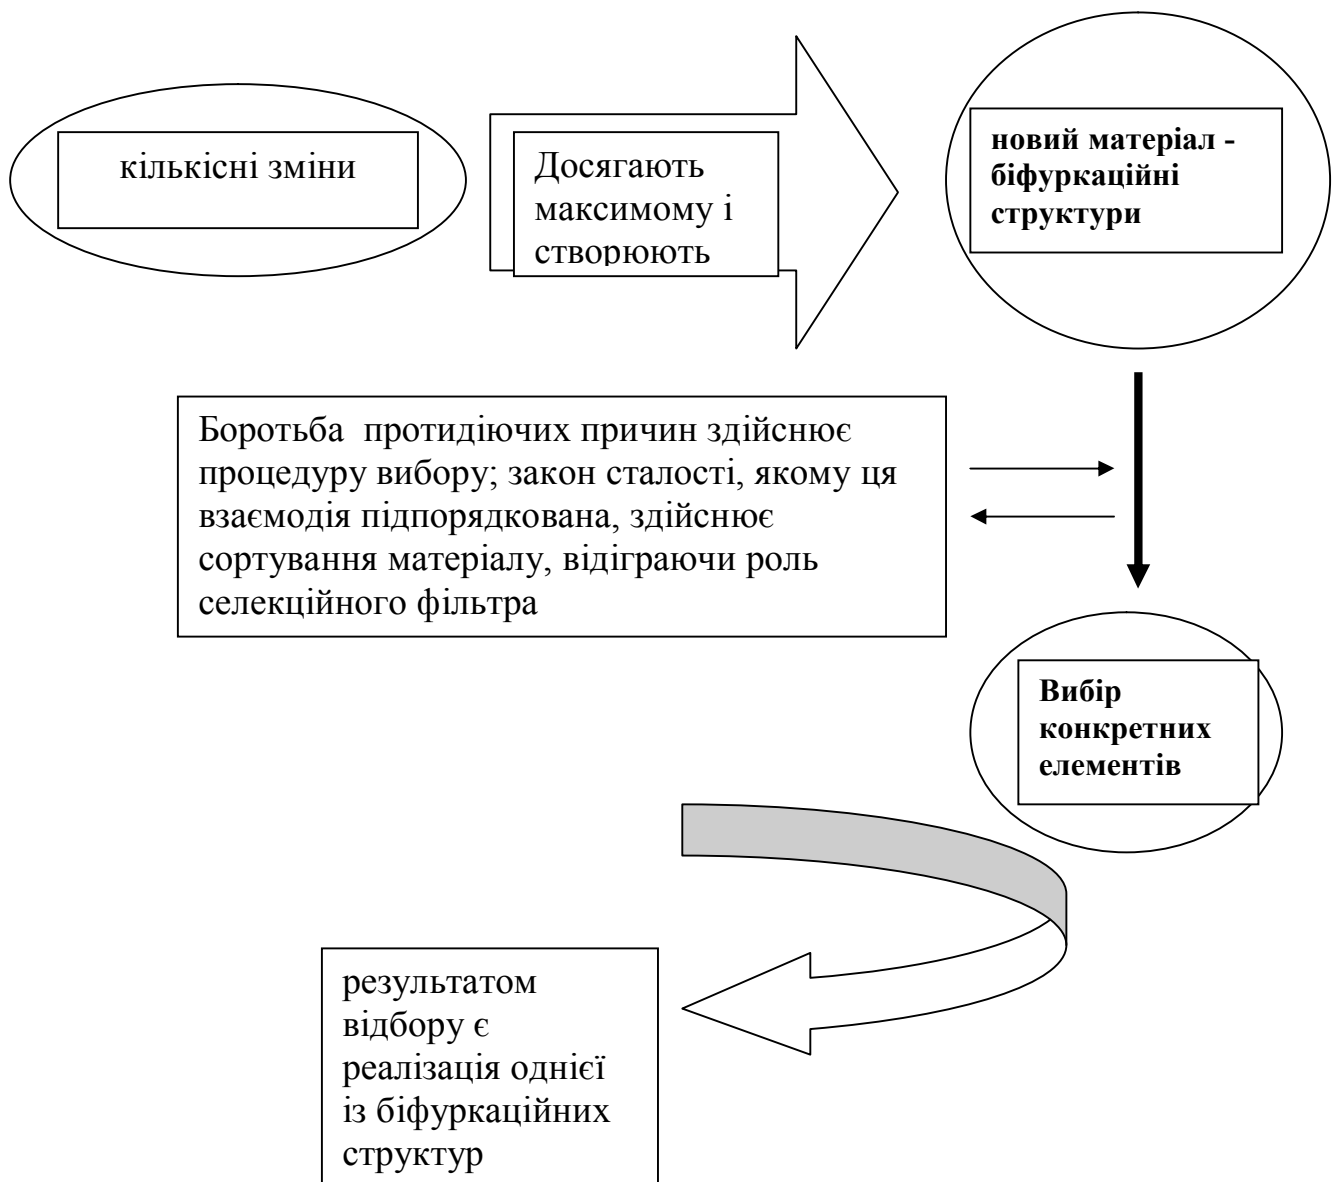 кількісні зміни
Досягають
максимому і
створюють
новий матеріал -
біфуркаційні
структури
Боротьба протидіючих причин здійснює
процедуру вибору; закон сталості, якому ця
взаємодія підпорядкована, здійснює
сортування матеріалу, відіграючи роль
селекційного фільтра
Вибір
конкретних
елементів
результатом
відбору є
реалізація однієї
із біфуркаційних
структур